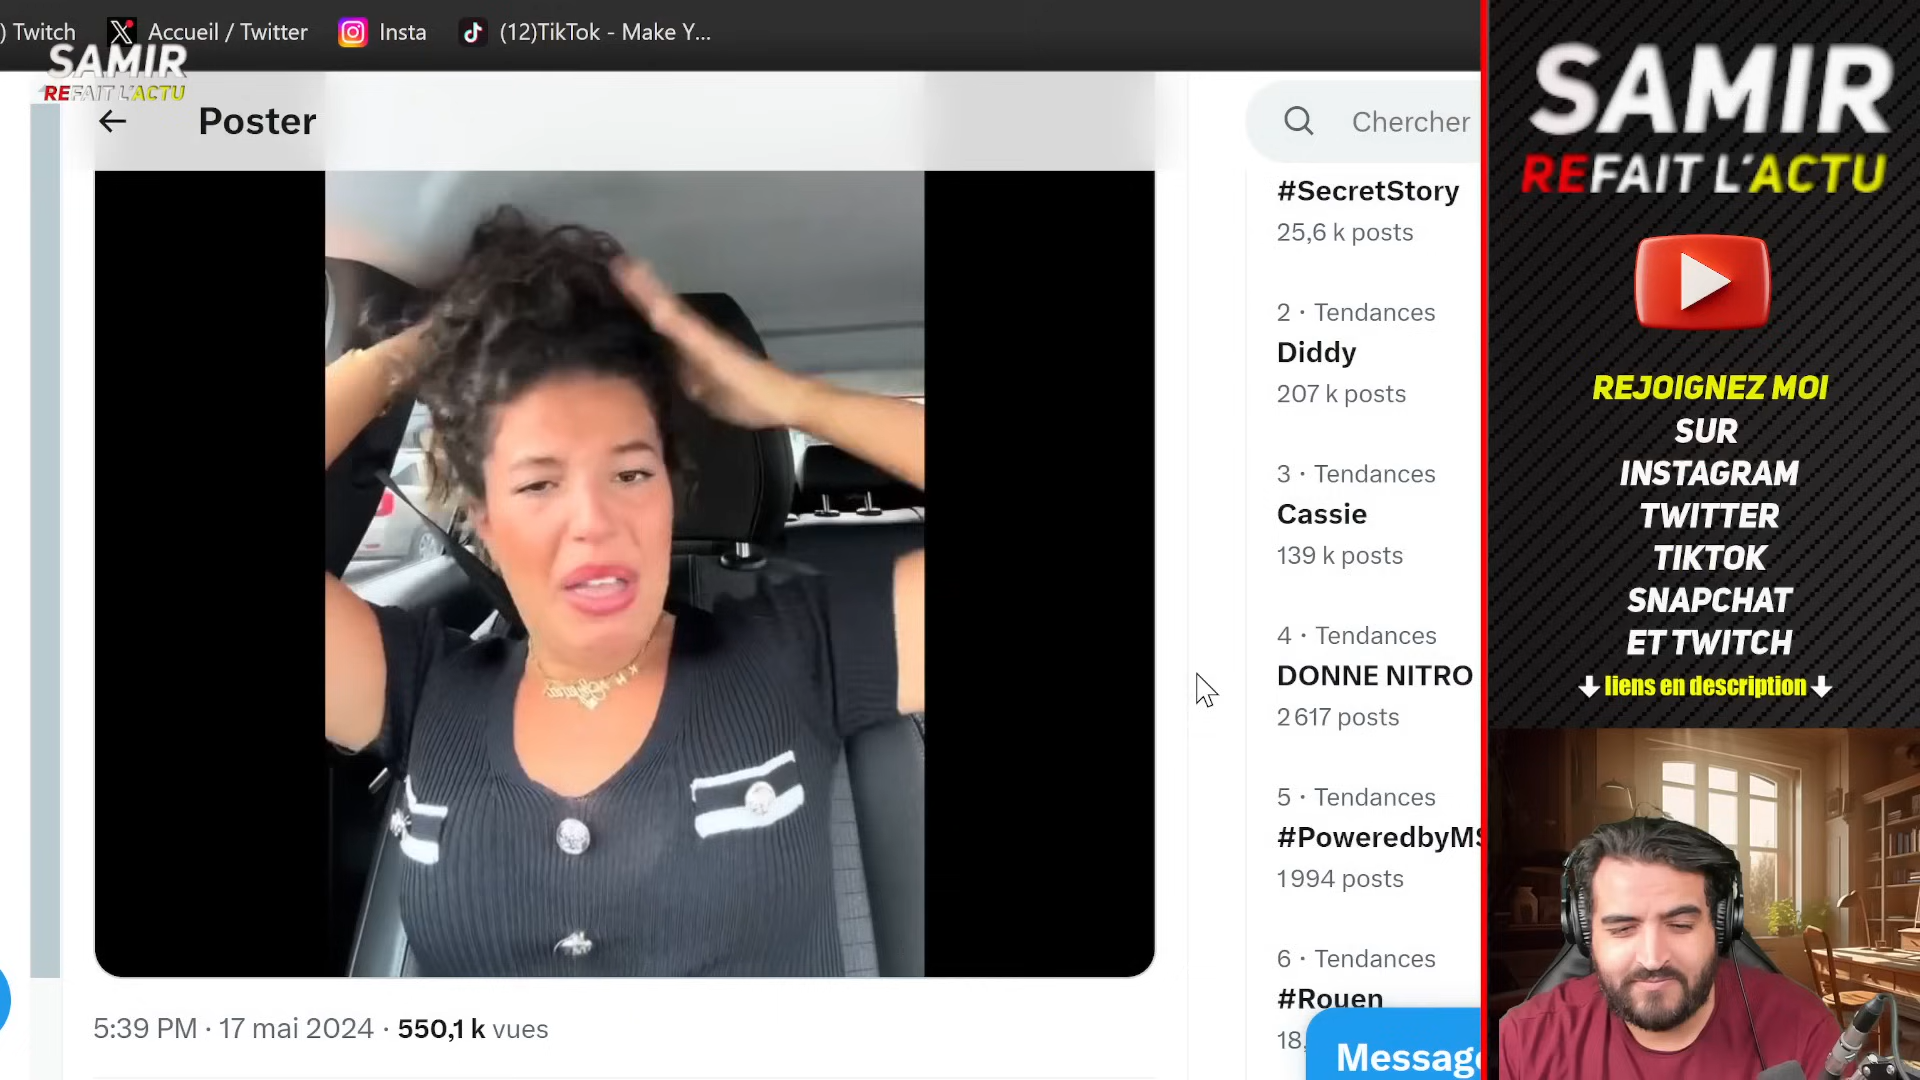 ) Twitch
Accueil / Twitter
Insta
(12)TikTok - Make Y...
SAMIR
REFAIT L'ACTU
Poster
Chercher
#SecretStory
25,6 k posts
2 · Tendances
Diddy
207 k posts
3 · Tendances
Cassie
139 k posts
4 · Tendances
DONNE NITRO
2 617 posts
5 · Tendances
#PoweredbyMS
1 994 posts
6 · Tendances
#Rouen
18,
Message
5:39 PM · 17 mai 2024 · 550,1 k vues
SAMIR
REFAIT L'ACTU
REJOIGNEZ MOI
SUR
INSTAGRAM
TWITTER
TIKTOK
SNAPCHAT
ET TWITCH
liens en description